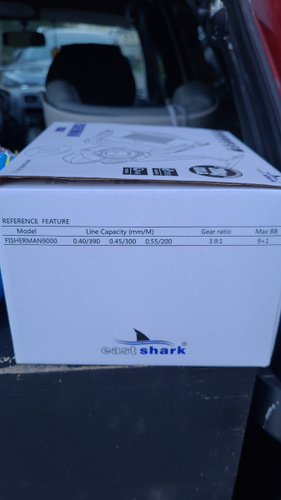 REFERENCE FEATURE
Model Line Capacity (mm/M) Gear ratio Max BB
FISHERMAN9000 0.40/390 0.45/300 0.55/200 3.9:1 9+1
east shark®